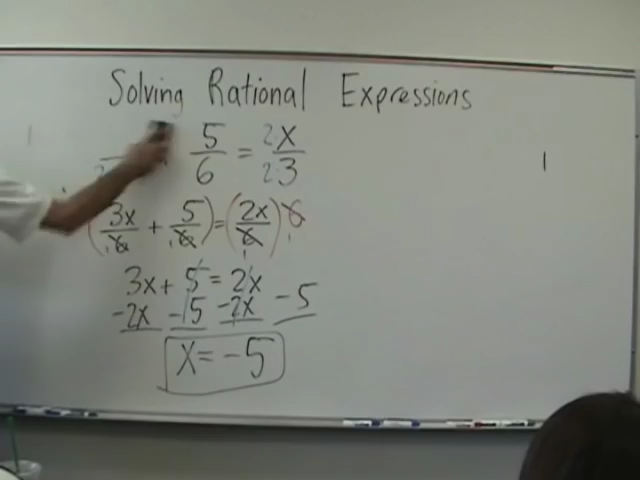 Solving Rational Expressions
5/6 = 2x/2 3
(3x/6 + 5/6) = (2x/6) 6
3x + 5 = 2x
-2x -5 -2x -5
x = -5